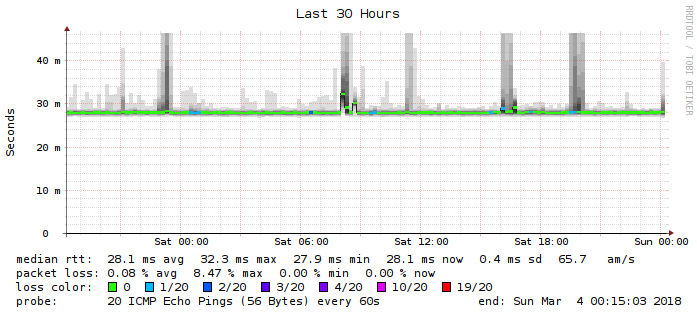 Last 30 Hours
RRDTOOL / TOBI OETIKER
Seconds
40 m
30 m
20 m
10 m
0
Sat 00:00 Sat 06:00 Sat 12:00 Sat 18:00 Sun 00:00
median rtt: 28.1 ms avg 32.3 ms max 27.9 ms min 28.1 ms now 0.4 ms sd 65.7 am/s
packet loss: 0.08 % avg 8.47 % max 0.00 % min 0.00 % now
loss color: 0 1/20 2/20 3/20 4/20 10/20 19/20
probe: 20 ICMP Echo Pings (56 Bytes) every 60s end: Sun Mar 4 00:15:03 2018